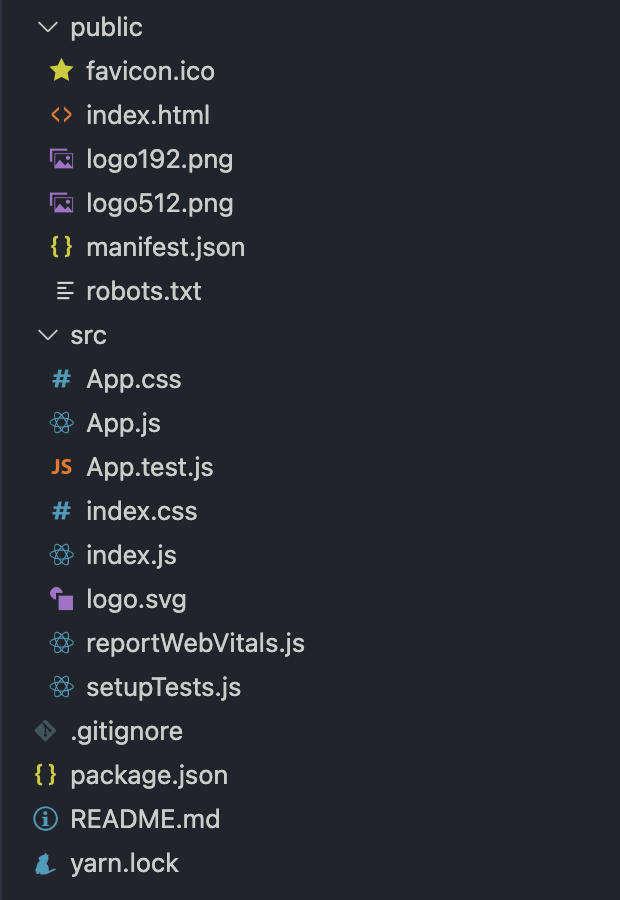 public
favicon.ico
index.html
logo192.png
logo512.png
manifest.json
robots.txt
src
App.css
App.js
App.test.js
index.css
index.js
logo.svg
reportWebVitals.js
setupTests.js
.gitignore
package.json
README.md
yarn.lock